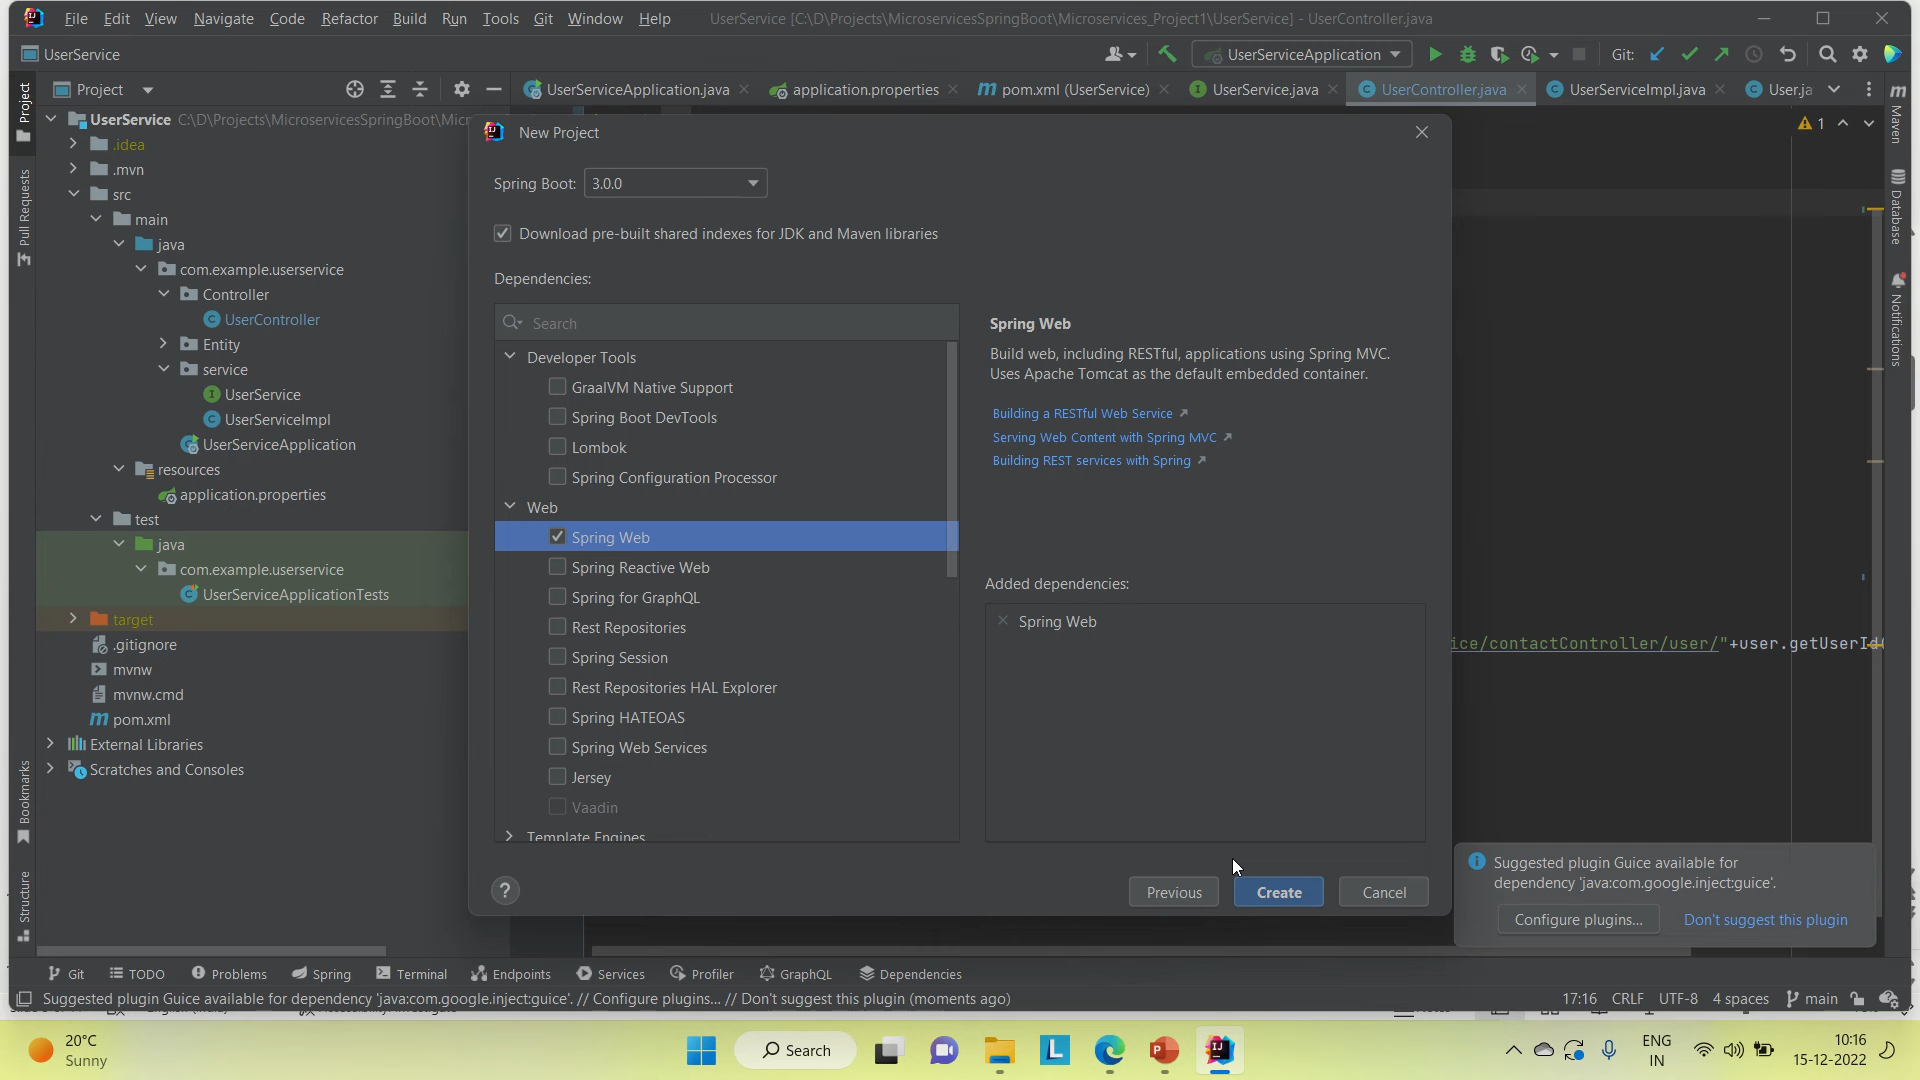 File Edit View Navigate Code Refactor Build Run Tools Git Window Help
UserService [C:\D\Projects\MicroservicesSpringBoot\Microservices_Project1\UserService] - UserController.java
UserService
UserServiceApplication
Git:
Project
UserServiceApplication.java
application.properties
pom.xml (UserService)
UserService.java
UserController.java
UserServiceImpl.java
User.ja
Project
Pull Requests
Bookmarks
Structure
UserService C:\D\Projects\MicroservicesSpringBoot\Micr
.idea
.mvn
src
main
java
com.example.userservice
Controller
UserController
Entity
service
UserService
UserServiceImpl
UserServiceApplication
resources
application.properties
test
java
com.example.userservice
UserServiceApplicationTests
target
.gitignore
mvnw
mvnw.cmd
pom.xml
External Libraries
Scratches and Consoles
New Project
Spring Boot: 3.0.0
Download pre-built shared indexes for JDK and Maven libraries
Dependencies:
Search
Developer Tools
GraalVM Native Support
Spring Boot DevTools
Lombok
Spring Configuration Processor
Web
Spring Web
Spring Reactive Web
Spring for GraphQL
Rest Repositories
Spring Session
Rest Repositories HAL Explorer
Spring HATEOAS
Spring Web Services
Jersey
Vaadin
Template Engines
Spring Web
Build web, including RESTful, applications using Spring MVC.
Uses Apache Tomcat as the default embedded container.
Building a RESTful Web Service
Serving Web Content with Spring MVC
Building REST services with Spring
Added dependencies:
Spring Web
? Previous Create Cancel
1
ice/contactController/user/"+user.getUserId(
Maven
Database
Notifications
Suggested plugin Guice available for
dependency 'java:com.google.inject:guice'.
Configure plugins... Don't suggest this plugin
Git TODO Problems Spring Terminal Endpoints Services Profiler GraphQL Dependencies
Suggested plugin Guice available for dependency 'java:com.google.inject:guice'. // Configure plugins... // Don't suggest this plugin (moments ago)
17:16 CRLF UTF-8 4 spaces main
20°C
Sunny
Search
ENG
IN
10:16
15-12-2022